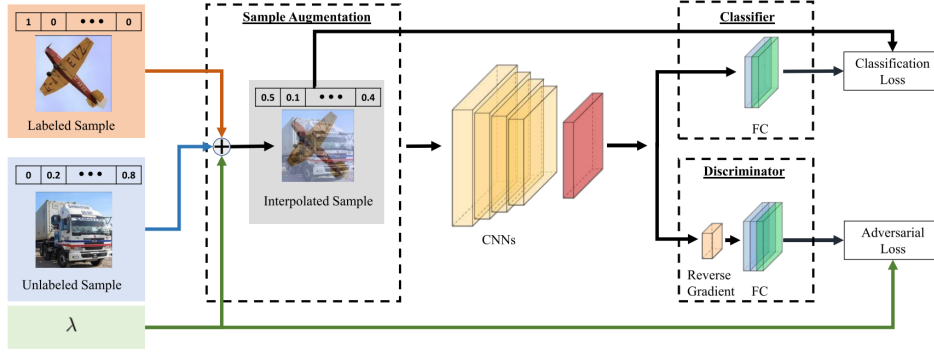 Sample Augmentation
Classifier
1 0 ••• 0
Labeled Sample
0.5 0.1 ••• 0.4
Interpolated Sample
FC
Classification
Loss
0 0.2 ••• 0.8
Unlabeled Sample
CNNs
Discriminator
Reverse
Gradient
FC
Adversarial
Loss
λ